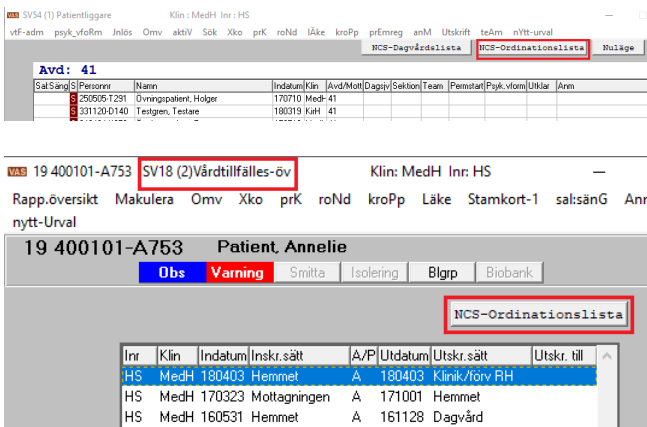 VAS SV54 (1) Patientliggare Klin : MedH Inr : HS
vtF-adm psyk_vfoRm Jnlös Omv aktiV Sök Xko prK roNd lÄke kroPp prEmreg anM Utskrift teAm nYtt-urval
NCS-Dagvårdslista NCS-Ordinationslista Nuläge
Avd: 41
Sal:Säng S Personnr Namn Indatum Klin Avd/Mott Dagsjv Sektion Team Permstart Psyk.vform Utklar Anm
S 250505-T291 Övningspatient, Holger 170710 MedH 41
S 331120-D140 Testgren, Testare 180319 KirH 41
VAS 19 400101-A753 SV18 (2)Vårdtillfälles-öv Klin: MedH Inr: HS
Rapp.översikt Makulera Omv Xko prK roNd kroPp Läke Stamkort-1 sal:sänG
nytt-Urval
19 400101-A753 Patient, Annelie
Obs Varning Smitta Isolering Blgrp Biobank
NCS-Ordinationslista
Inr Klin Indatum Inskr.sätt A/P Utdatum Utskr.sätt Utskr. till
HS MedH 180403 Hemmet A 180403 Klinik/förv RH
HS MedH 170323 Mottagningen A 171001 Hemmet
HS MedH 160531 Hemmet A 161128 Dagvård